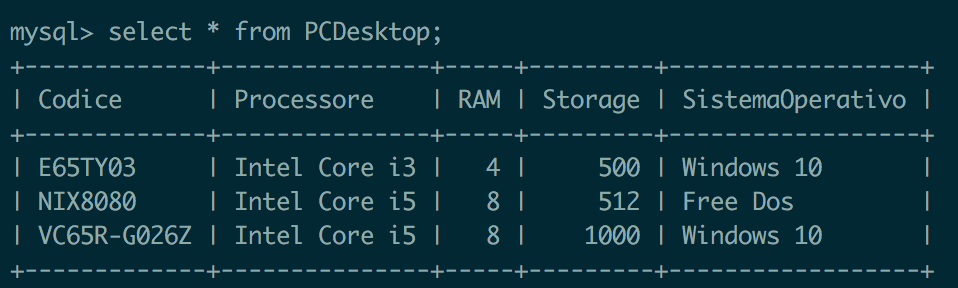 mysql> select * from PCDesktop;
+-------------+---------------+-----+---------+------------------+
| Codice      | Processore    | RAM | Storage | SistemaOperativo |
+-------------+---------------+-----+---------+------------------+
| E65TY03     | Intel Core i3 |   4 |     500 | Windows 10       |
| NIX8080     | Intel Core i5 |   8 |     512 | Free Dos         |
| VC65R-G026Z | Intel Core i5 |   8 |    1000 | Windows 10       |
+-------------+---------------+-----+---------+------------------+